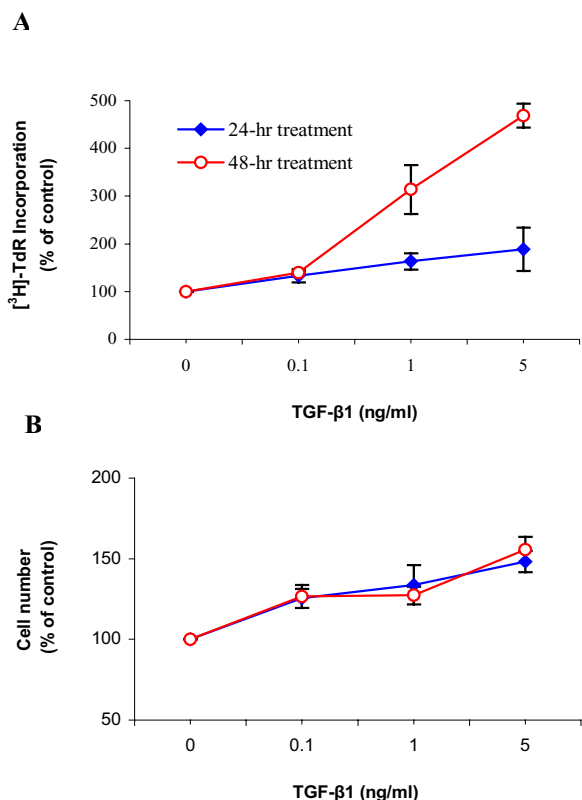 A
[³H]-TdR Incorporation
(% of control)
500
400
300
200
100
0
24-hr treatment
48-hr treatment
0 0.1 1 5
TGF-β1 (ng/ml)
B
Cell number
(% of control)
200
150
100
50
0 0.1 1 5
TGF-β1 (ng/ml)